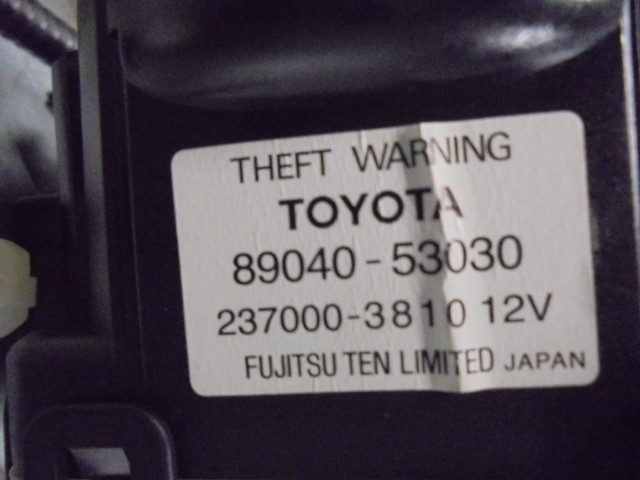 THEFT WARNING
TOYOTA
89040-53030
237000-3810 12V
FUJITSU TEN LIMITED JAPAN